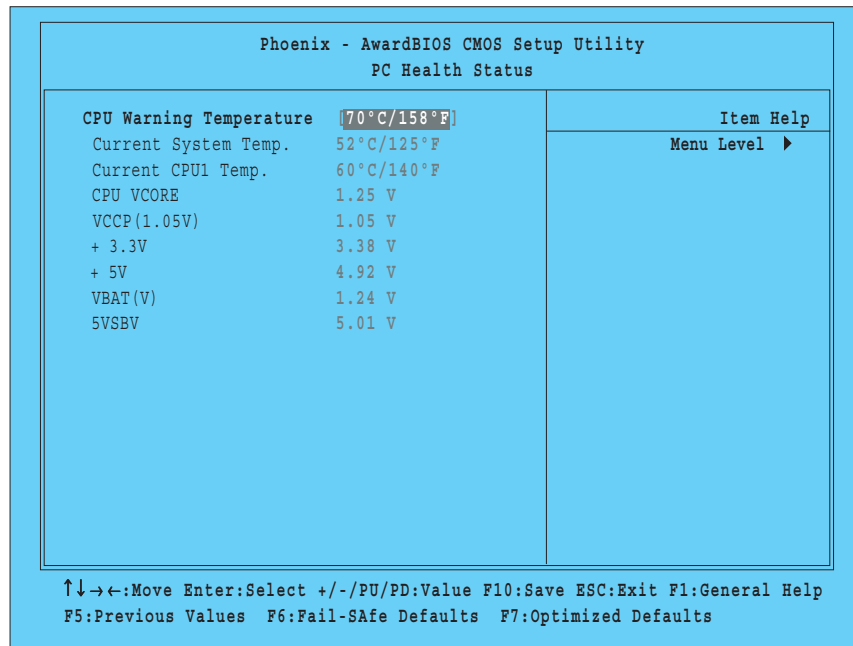 Phoenix - AwardBIOS CMOS Setup Utility
PC Health Status
CPU Warning Temperature [70°C/158°F]
Current System Temp. 52°C/125°F
Current CPU1 Temp. 60°C/140°F
CPU VCORE 1.25 V
VCCP(1.05V) 1.05 V
+ 3.3V 3.38 V
+ 5V 4.92 V
VBAT(V) 1.24 V
5VSBV 5.01 V
Item Help
Menu Level ▶
↑↓→←:Move Enter:Select +/-/PU/PD:Value F10:Save ESC:Exit F1:General Help
F5:Previous Values F6:Fail-SAfe Defaults F7:Optimized Defaults